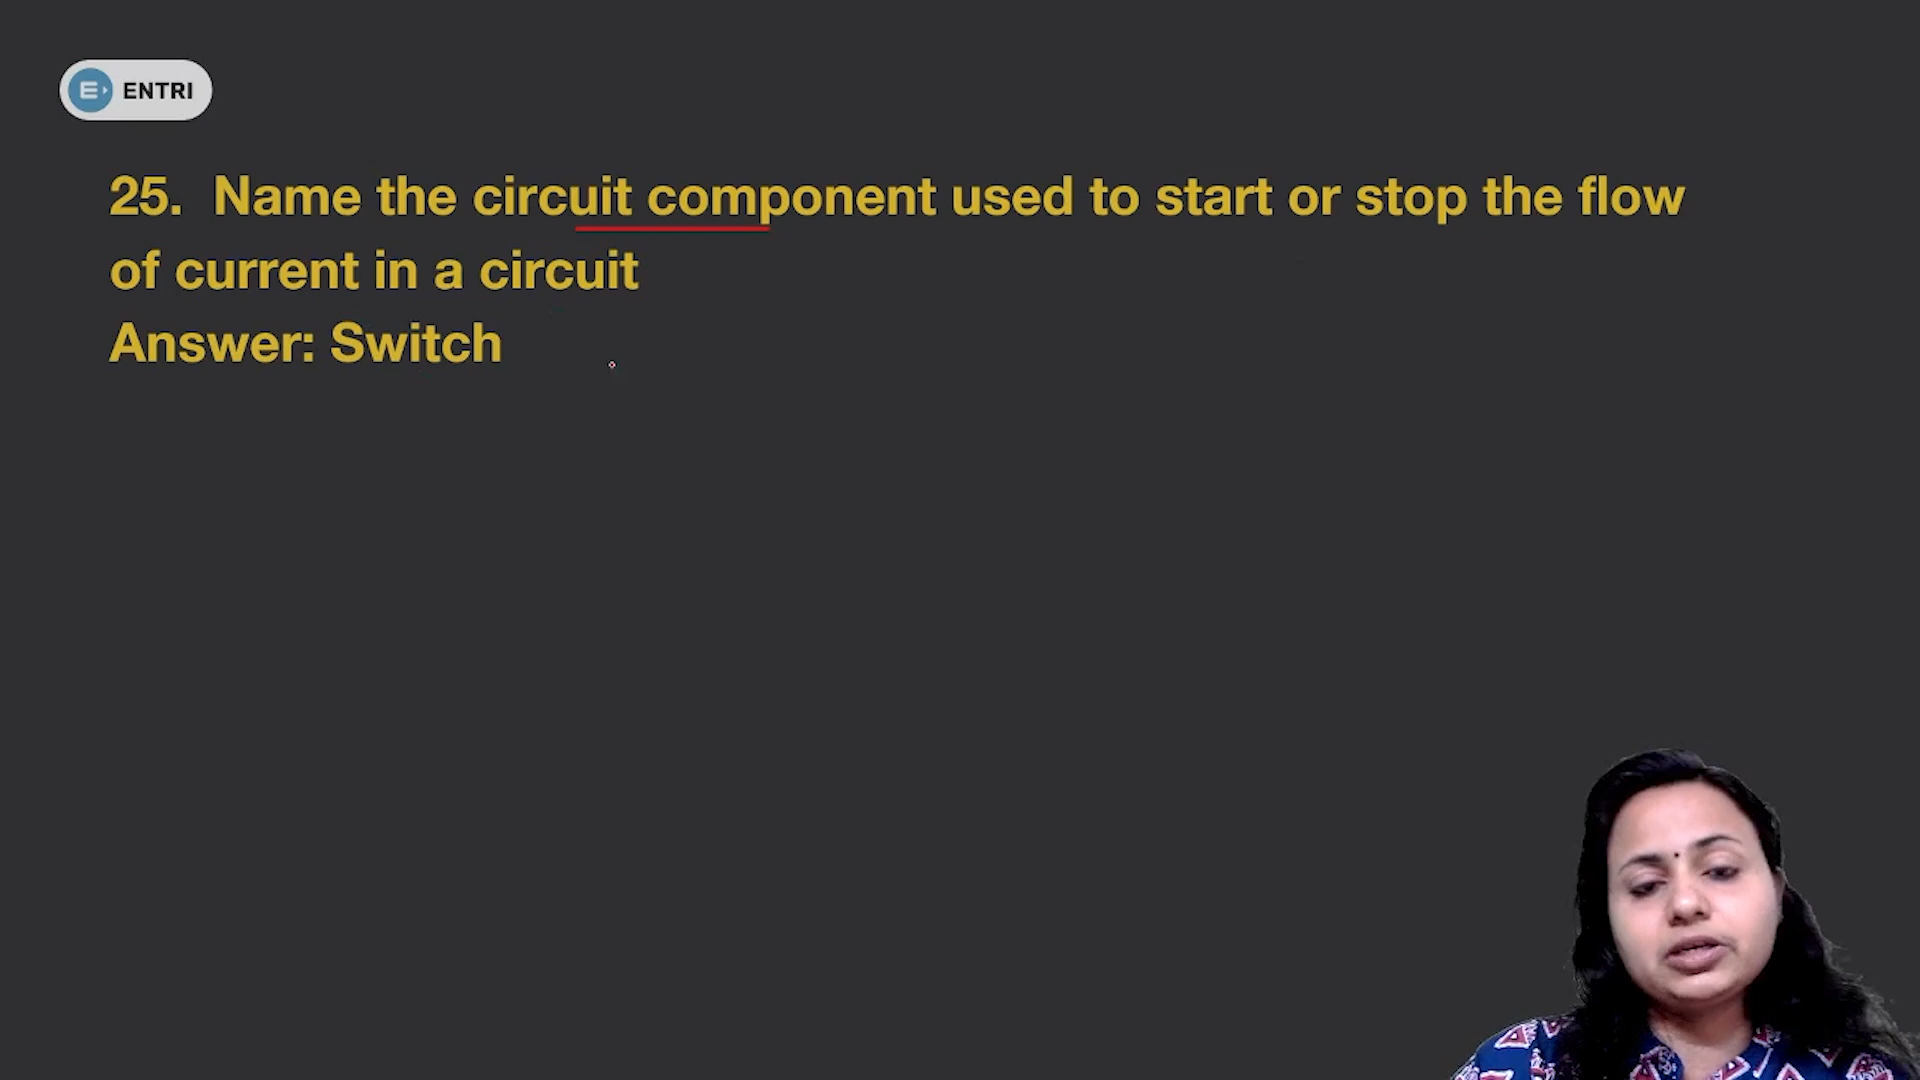 ENTRI
25. Name the circuit component used to start or stop the flow
of current in a circuit
Answer: Switch